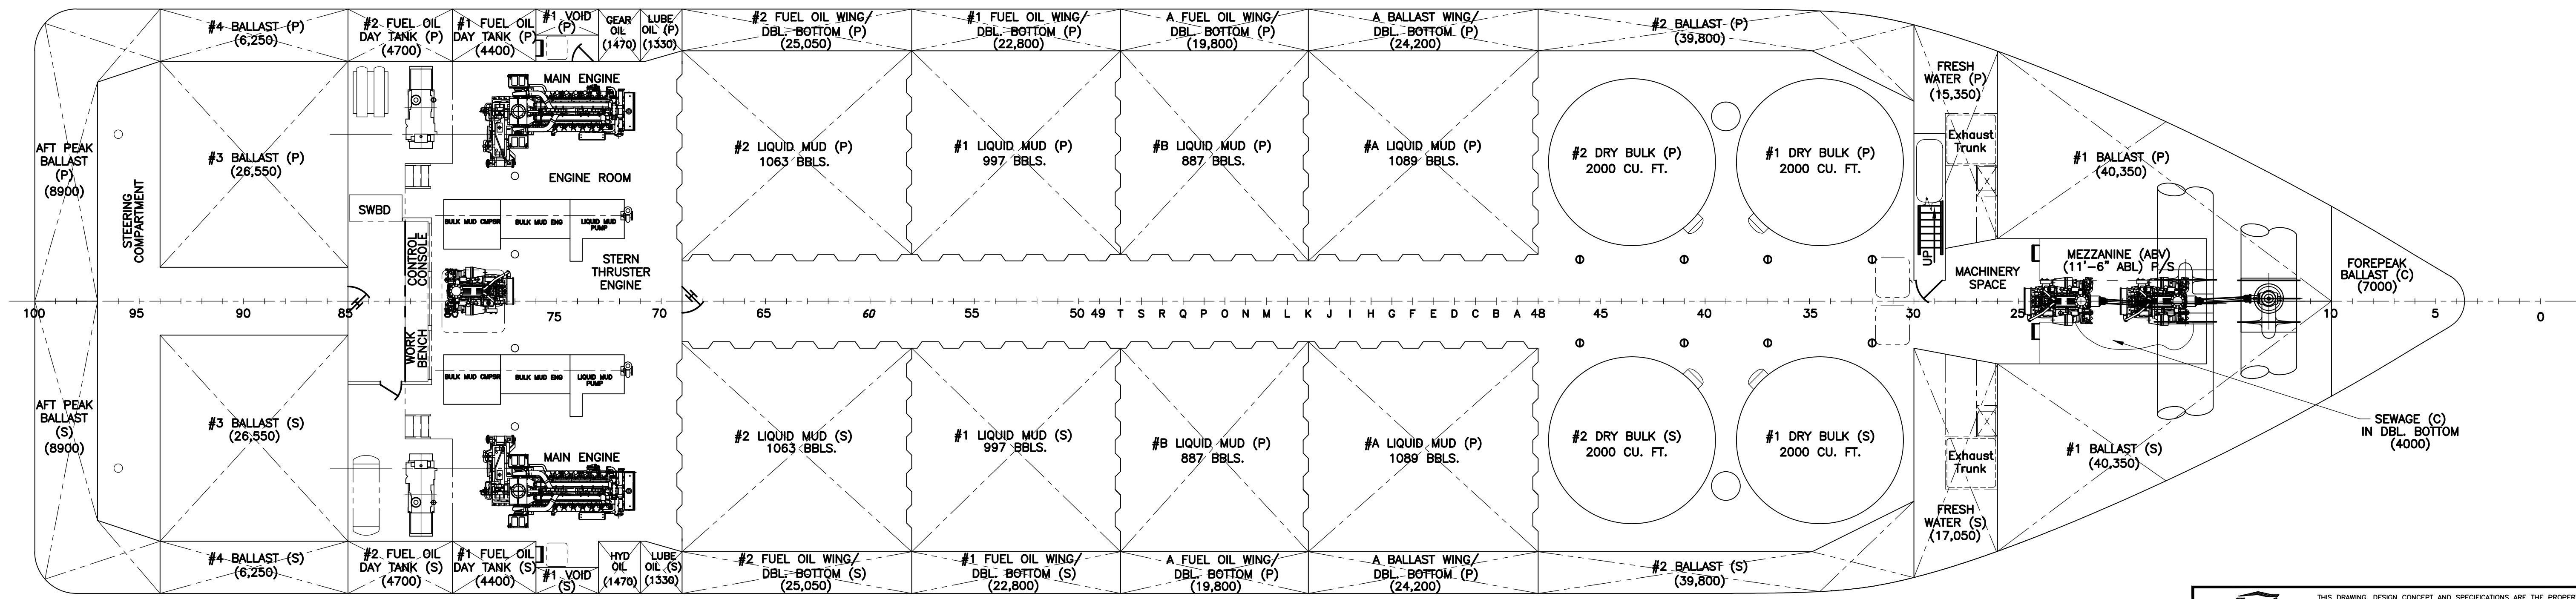 #4 BALLAST (P)
(6,250)
#2 FUEL OIL
DAY TANK (P)
(4700)
#1 FUEL OIL
DAY TANK (P)
(4400)
#1 VOID
(P)
GEAR
OIL
(1470)
LUBE
OIL (P)
(1330)
#2 FUEL OIL WING/
DBL. BOTTOM (P)
(25,050)
#1 FUEL OIL WING/
DBL. BOTTOM (P)
(22,800)
A FUEL OIL WING/
DBL. BOTTOM (P)
(19,800)
A BALLAST WING/
DBL. BOTTOM (P)
(24,200)
#2 BALLAST (P)
(39,800)
AFT PEAK
BALLAST
(P)
(8900)
STEERING
COMPARTMENT
#3 BALLAST (P)
(26,550)
MAIN ENGINE
ENGINE ROOM
SWBD
CONTROL
CONSOLE
WORK
BENCH
BULK MUD CMPSR
BULK MUD ENG
LIQUID MUD
PUMP
STERN
THRUSTER
ENGINE
#2 LIQUID MUD (P)
1063 BBLS.
#1 LIQUID MUD (P)
997 BBLS.
#B LIQUID MUD (P)
887 BBLS.
#A LIQUID MUD (P)
1089 BBLS.
#2 DRY BULK (P)
2000 CU. FT.
#1 DRY BULK (P)
2000 CU. FT.
FRESH
WATER (P)
(15,350)
Exhaust
Trunk
UP
#1 BALLAST (P)
(40,350)
MACHINERY
SPACE
MEZZANINE (ABV)
(11'-6" ABL) P/S
FOREPEAK
BALLAST (C)
(7000)
100 95 90 85 80 75 70 65 60 55 50 49 T S R Q P O N M L K J I H G F E D C B A 48 45 40 35 30 25 10 5 0
AFT PEAK
BALLAST
(S)
(8900)
#3 BALLAST (S)
(26,550)
BULK MUD CMPSR
BULK MUD ENG
LIQUID MUD
PUMP
MAIN ENGINE
#2 LIQUID MUD (S)
1063 BBLS.
#1 LIQUID MUD (S)
997 BBLS.
#B LIQUID MUD (P)
887 BBLS.
#A LIQUID MUD (P)
1089 BBLS.
#2 DRY BULK (S)
2000 CU. FT.
#1 DRY BULK (S)
2000 CU. FT.
Exhaust
Trunk
FRESH
WATER (S)
(17,050)
#1 BALLAST (S)
(40,350)
SEWAGE (C)
IN DBL. BOTTOM
(4000)
#4 BALLAST (S)
(6,250)
#2 FUEL OIL
DAY TANK (S)
(4700)
#1 FUEL OIL
DAY TANK (S)
(4400)
#1 VOID
(S)
HYD
OIL
(1470)
LUBE
OIL (S)
(1330)
#2 FUEL OIL WING/
DBL. BOTTOM (S)
(25,050)
#1 FUEL OIL WING/
DBL. BOTTOM (S)
(22,800)
A FUEL OIL WING/
DBL. BOTTOM (P)
(19,800)
A BALLAST WING/
DBL. BOTTOM (P)
(24,200)
#2 BALLAST (S)
(39,800)
THIS DRAWING, DESIGN CONCEPT AND SPECIFICATIONS ARE THE